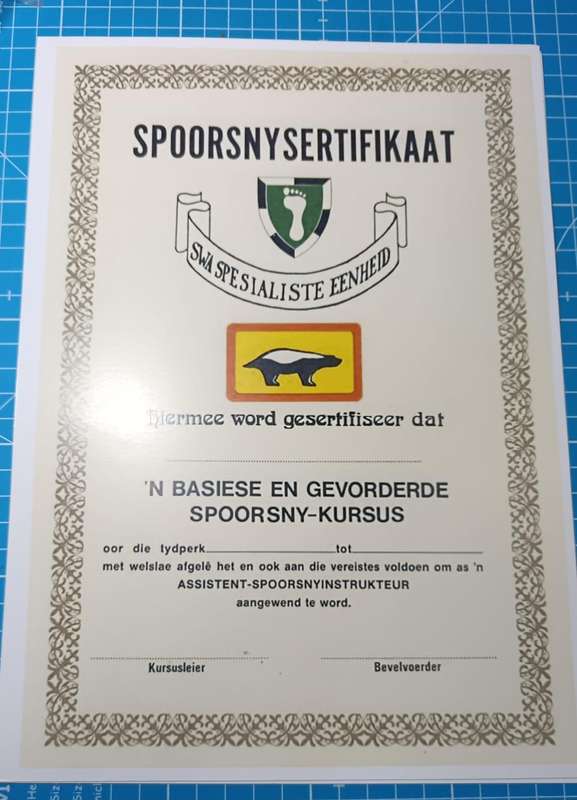 SPOORSNYSERTIFIKAAT
SWA SPESIALISTE EENHEID
hiermee word gesertifiseer dat
'N BASIESE EN GEVORDERDE
SPOORSNY-KURSUS
oor die tydperk tot
met welslae afgelê het en ook aan die vereistes voldoen om as 'n
ASSISTENT-SPOORSNYINSTRUKTEUR
aangewend te word.
Kursusleier Bevelvoerder